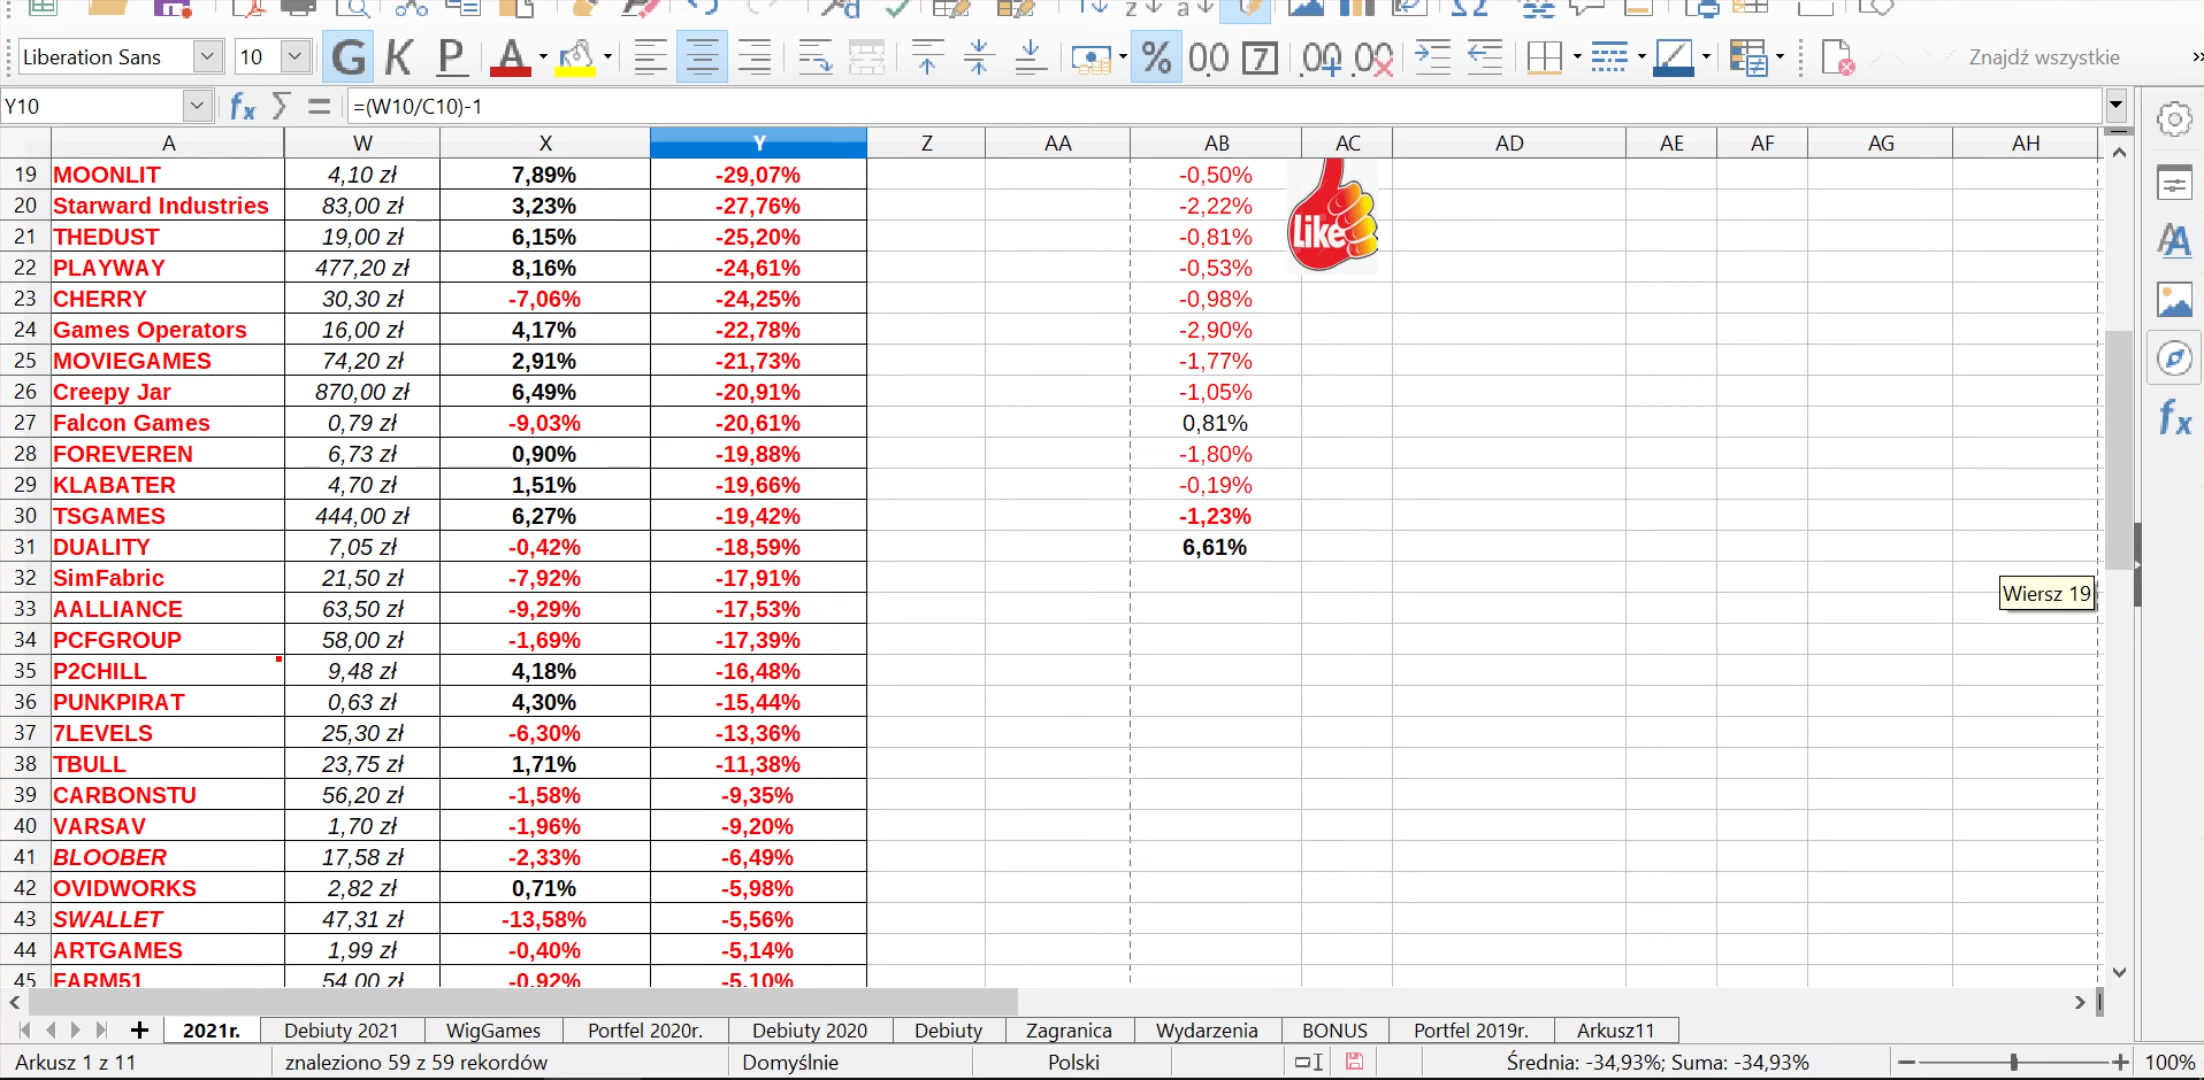 Liberation Sans 10 G K P A % 0,0 7 ,00 ,00 Znajdź wszystkie
Y10 fx Σ = =(W10/C10)-1
A W X Y Z AA AB AC AD AE AF AG AH
19 MOONLIT 4,10 zł 7,89% -29,07% -0,50%
20 Starward Industries 83,00 zł 3,23% -27,76% -2,22%
21 THEDUST 19,00 zł 6,15% -25,20% -0,81% Like
22 PLAYWAY 477,20 zł 8,16% -24,61% -0,53%
23 CHERRY 30,30 zł -7,06% -24,25% -0,98%
24 Games Operators 16,00 zł 4,17% -22,78% -2,90%
25 MOVIEGAMES 74,20 zł 2,91% -21,73% -1,77%
26 Creepy Jar 870,00 zł 6,49% -20,91% -1,05%
27 Falcon Games 0,79 zł -9,03% -20,61% 0,81%
28 FOREVEREN 6,73 zł 0,90% -19,88% -1,80%
29 KLABATER 4,70 zł 1,51% -19,66% -0,19%
30 TSGAMES 444,00 zł 6,27% -19,42% -1,23%
31 DUALITY 7,05 zł -0,42% -18,59% 6,61%
32 SimFabric 21,50 zł -7,92% -17,91%
Wiersz 19
33 AALLIANCE 63,50 zł -9,29% -17,53%
34 PCFGROUP 58,00 zł -1,69% -17,39%
35 P2CHILL 9,48 zł 4,18% -16,48%
36 PUNKPIRAT 0,63 zł 4,30% -15,44%
37 7LEVELS 25,30 zł -6,30% -13,36%
38 TBULL 23,75 zł 1,71% -11,38%
39 CARBONSTU 56,20 zł -1,58% -9,35%
40 VARSAV 1,70 zł -1,96% -9,20%
41 BLOOBER 17,58 zł -2,33% -6,49%
42 OVIDWORKS 2,82 zł 0,71% -5,98%
43 SWALLET 47,31 zł -13,58% -5,56%
44 ARTGAMES 1,99 zł -0,40% -5,14%
45 FARM51 54,00 zł -0,92% -5,10%
2021r. Debiuty 2021 WigGames Portfel 2020r. Debiuty 2020 Debiuty Zagranica Wydarzenia BONUS Portfel 2019r. Arkusz11
Arkusz 1 z 11 znaleziono 59 z 59 rekordów Domyślnie Polski Średnia: -34,93%; Suma: -34,93% 100%